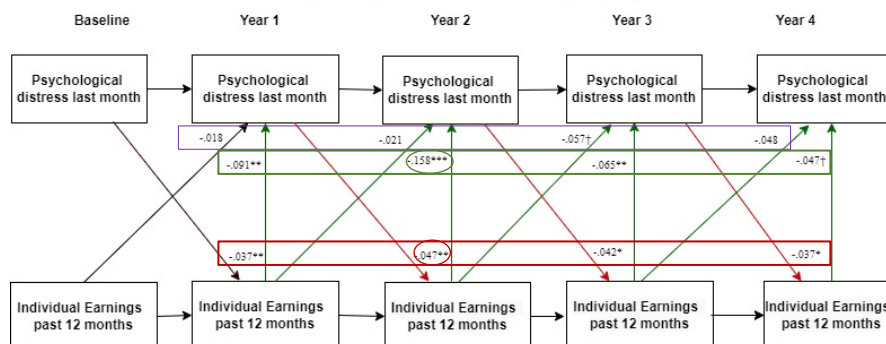 Baseline Year 1 Year 2 Year 3 Year 4
Psychological Psychological Psychological Psychological Psychological
distress last month distress last month distress last month distress last month distress last month
-.018 -.021 -.057† -.048
-.091** -.158*** -.065** -.047†
-.037** -.047** -.042* -.037*
Individual Earnings Individual Earnings Individual Earnings Individual Earnings Individual Earnings
past 12 months past 12 months past 12 months past 12 months past 12 months